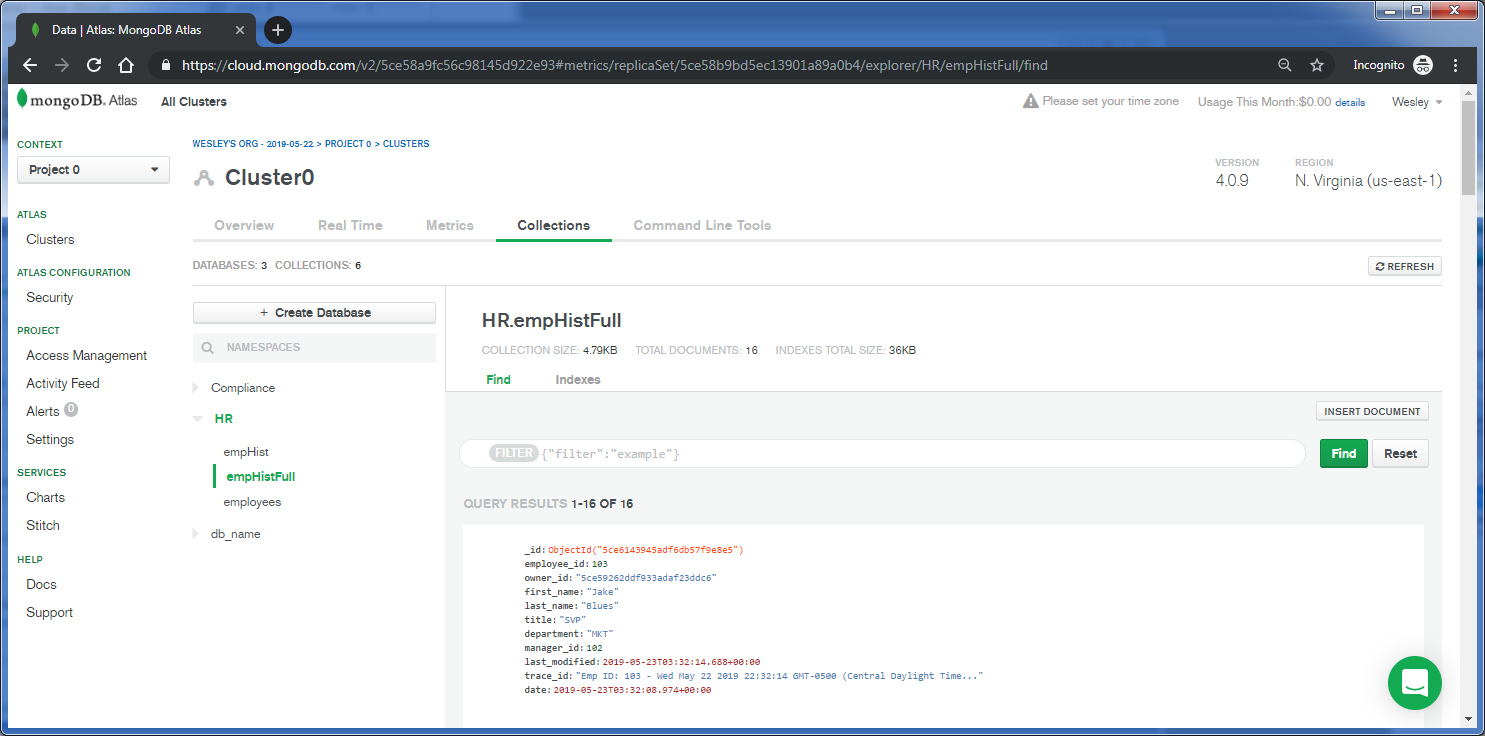 Data | Atlas: MongoDB Atlas
https://cloud.mongodb.com/v2/5ce58a9fc56c98145d922e93#metrics/replicaSet/5ce58b9bd5ec13901a89a0b4/explorer/HR/empHistFull/find
Incognito
mongoDB. Atlas
All Clusters
Please set your time zone
Usage This Month:$0.00 details
Wesley
CONTEXT
Project 0
ATLAS
Clusters
ATLAS CONFIGURATION
Security
PROJECT
Access Management
Activity Feed
Alerts 0
Settings
SERVICES
Charts
Stitch
HELP
Docs
Support
WESLEY'S ORG - 2019-05-22 > PROJECT 0 > CLUSTERS
Cluster0
VERSION
4.0.9
REGION
N. Virginia (us-east-1)
Overview
Real Time
Metrics
Collections
Command Line Tools
DATABASES: 3 COLLECTIONS: 6
REFRESH
+ Create Database
NAMESPACES
Compliance
HR
empHist
empHistFull
employees
db_name
HR.empHistFull
COLLECTION SIZE: 4.79KB TOTAL DOCUMENTS: 16 INDEXES TOTAL SIZE: 36KB
Find
Indexes
INSERT DOCUMENT
FILTER {"filter":"example"}
Find
Reset
QUERY RESULTS 1-16 OF 16
_id: ObjectId("5ce6143945adf6db57f9e8e5")
employee_id: 103
owner_id: "5ce59262ddf933adaf23ddc6"
first_name: "Jake"
last_name: "Blues"
title: "SVP"
department: "MKT"
manager_id: 102
last_modified: 2019-05-23T03:32:14.688+00:00
trace_id: "Emp ID: 103 - Wed May 22 2019 22:32:14 GMT-0500 (Central Daylight Time..."
date: 2019-05-23T03:32:08.974+00:00